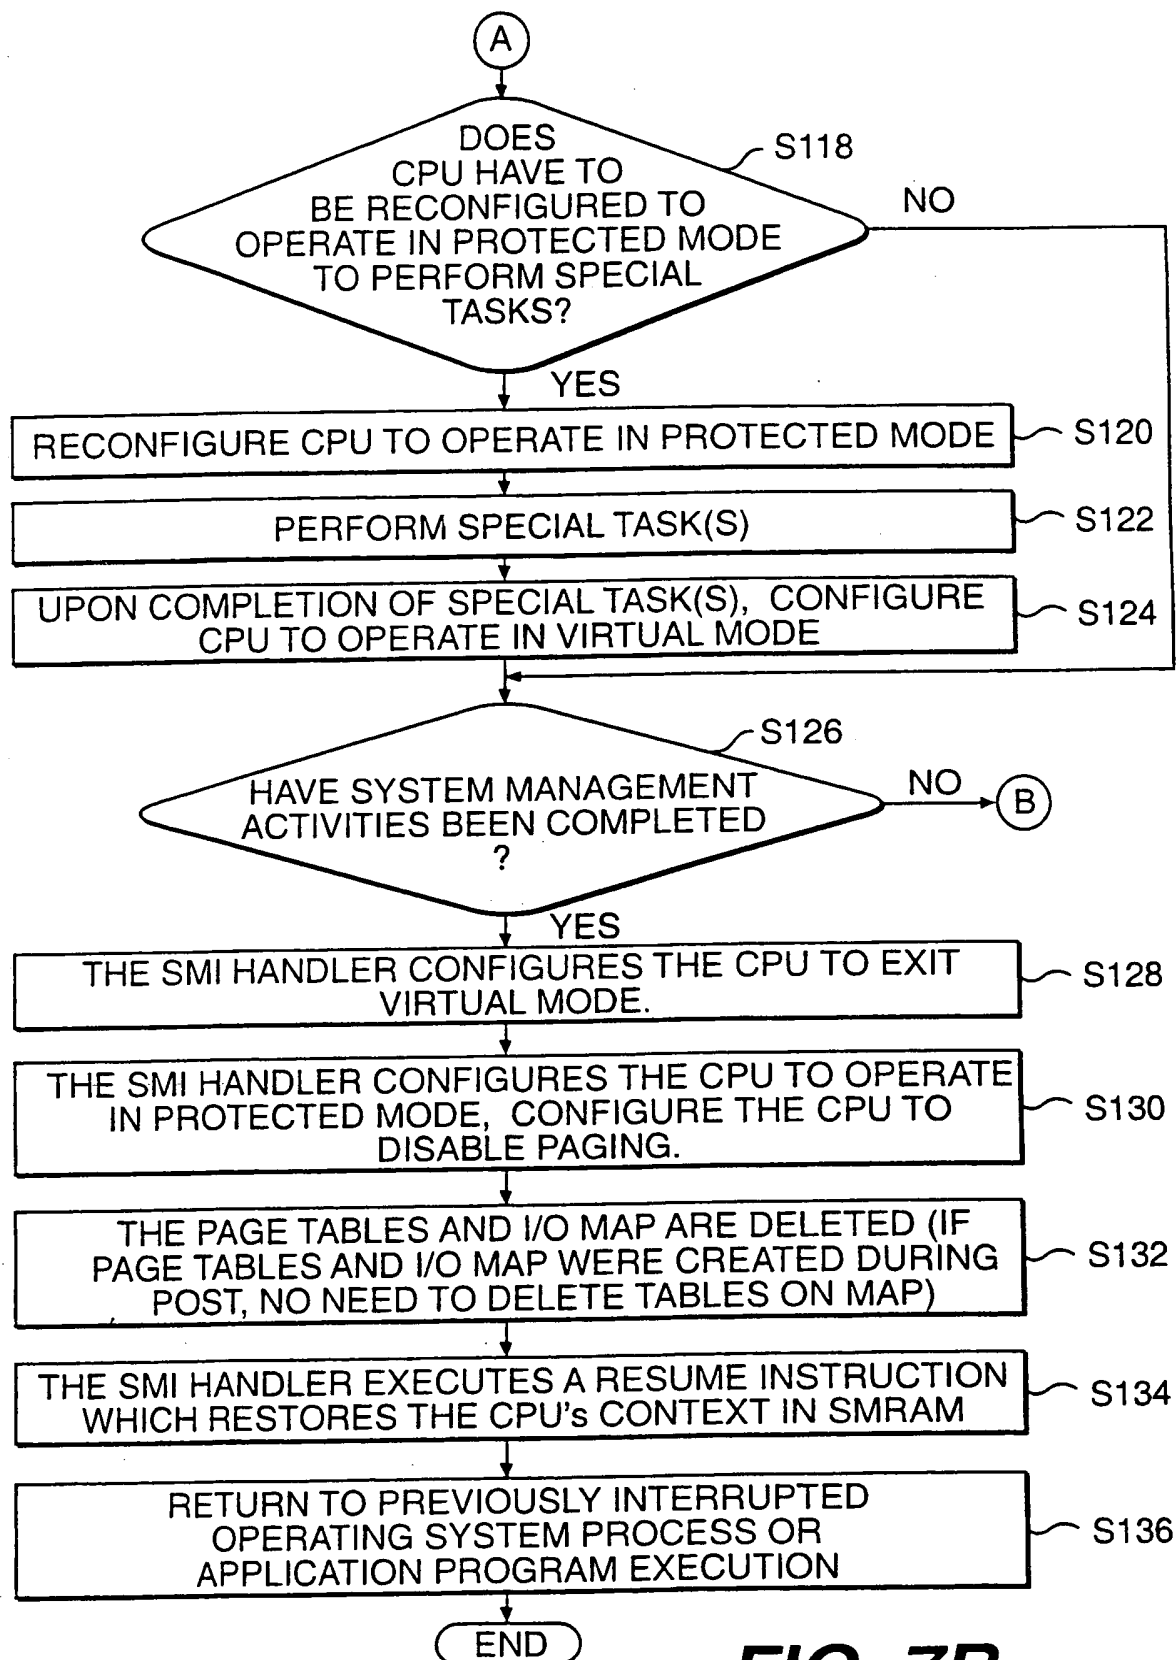 A
DOES
CPU HAVE TO
BE RECONFIGURED TO
OPERATE IN PROTECTED MODE
TO PERFORM SPECIAL
TASKS?
S118
NO
YES
RECONFIGURE CPU TO OPERATE IN PROTECTED MODE
S120
PERFORM SPECIAL TASK(S)
S122
UPON COMPLETION OF SPECIAL TASK(S), CONFIGURE
CPU TO OPERATE IN VIRTUAL MODE
S124
S126
HAVE SYSTEM MANAGEMENT
ACTIVITIES BEEN COMPLETED
?
NO
B
YES
THE SMI HANDLER CONFIGURES THE CPU TO EXIT
VIRTUAL MODE.
S128
THE SMI HANDLER CONFIGURES THE CPU TO OPERATE
IN PROTECTED MODE, CONFIGURE THE CPU TO
DISABLE PAGING.
S130
THE PAGE TABLES AND I/O MAP ARE DELETED (IF
PAGE TABLES AND I/O MAP WERE CREATED DURING
POST, NO NEED TO DELETE TABLES ON MAP)
S132
THE SMI HANDLER EXECUTES A RESUME INSTRUCTION
WHICH RESTORES THE CPU's CONTEXT IN SMRAM
S134
RETURN TO PREVIOUSLY INTERRUPTED
OPERATING SYSTEM PROCESS OR
APPLICATION PROGRAM EXECUTION
S136
END
FIG. 7B